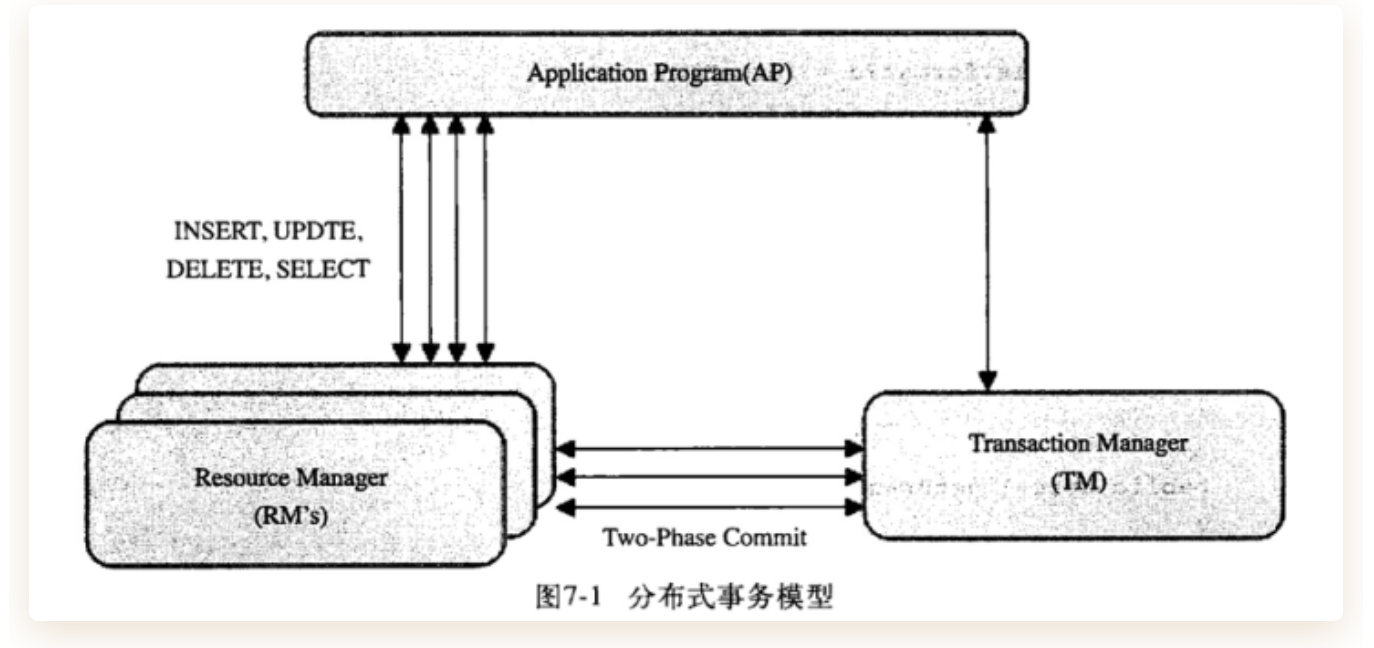 Application Program(AP)
INSERT, UPDTE,
DELETE, SELECT
Resource Manager
(RM's)
Transaction Manager
(TM)
Two-Phase Commit
图7-1 分布式事务模型